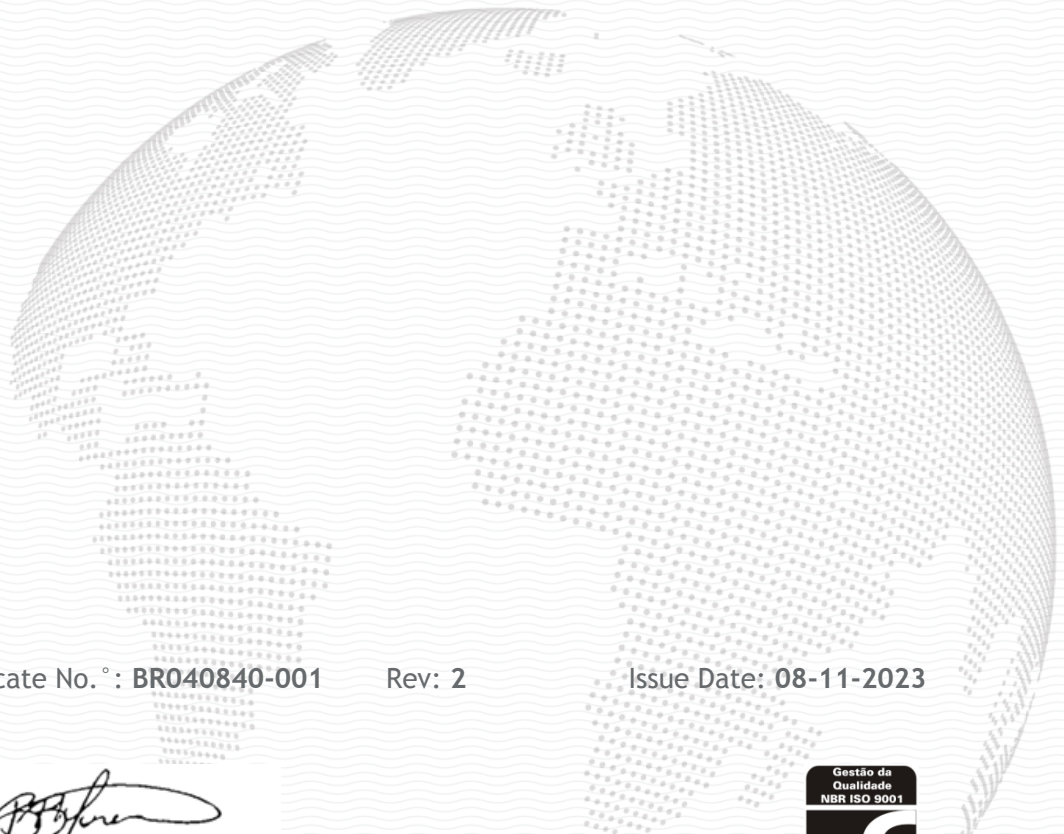 cate No.°: BR040840-001 Rev: 2 Issue Date: 08-11-2023
Gestão da
Qualidade
NBR ISO 9001